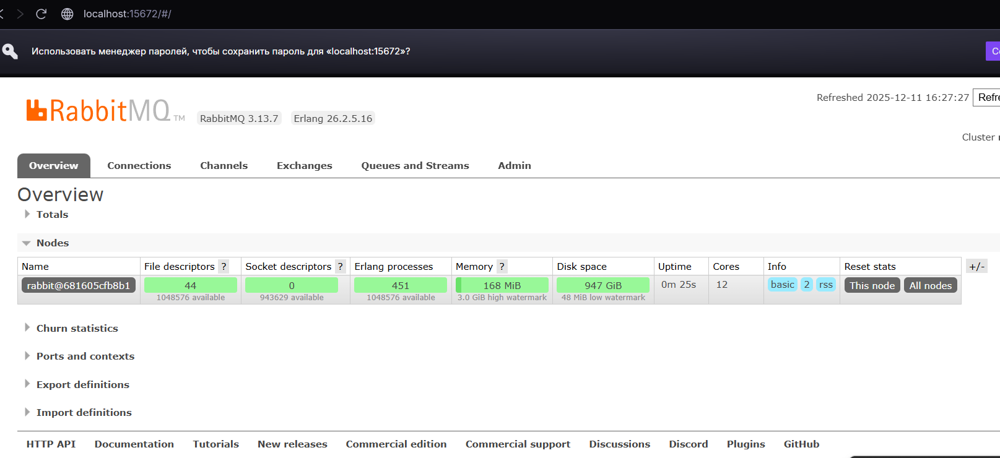 localhost:15672/#/
Использовать менеджер паролей, чтобы сохранить пароль для «localhost:15672»?
RabbitMQ TM RabbitMQ 3.13.7 Erlang 26.2.5.16
Refreshed 2025-12-11 16:27:27
Cluster
Overview Connections Channels Exchanges Queues and Streams Admin
Overview
Totals
Nodes
Name File descriptors ? Socket descriptors ? Erlang processes Memory ? Disk space Uptime Cores Info Reset stats +/-
rabbit@681605cfb8b1 44 0 451 168 MiB 947 GiB 0m 25s 12 basic 2 rss This node All nodes
1048576 available 943629 available 1048576 available 3.0 GiB high watermark 48 MiB low watermark
Churn statistics
Ports and contexts
Export definitions
Import definitions
HTTP API Documentation Tutorials New releases Commercial edition Commercial support Discussions Discord Plugins GitHub